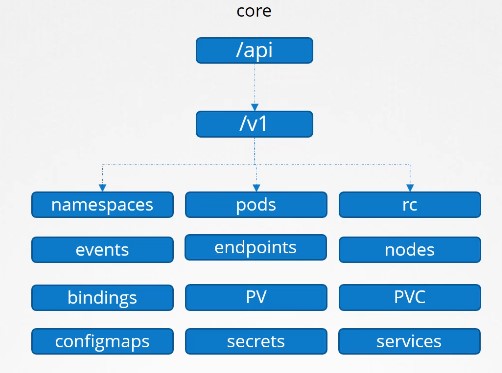 core
/api
/v1
namespaces pods rc
events endpoints nodes
bindings PV PVC
configmaps secrets services